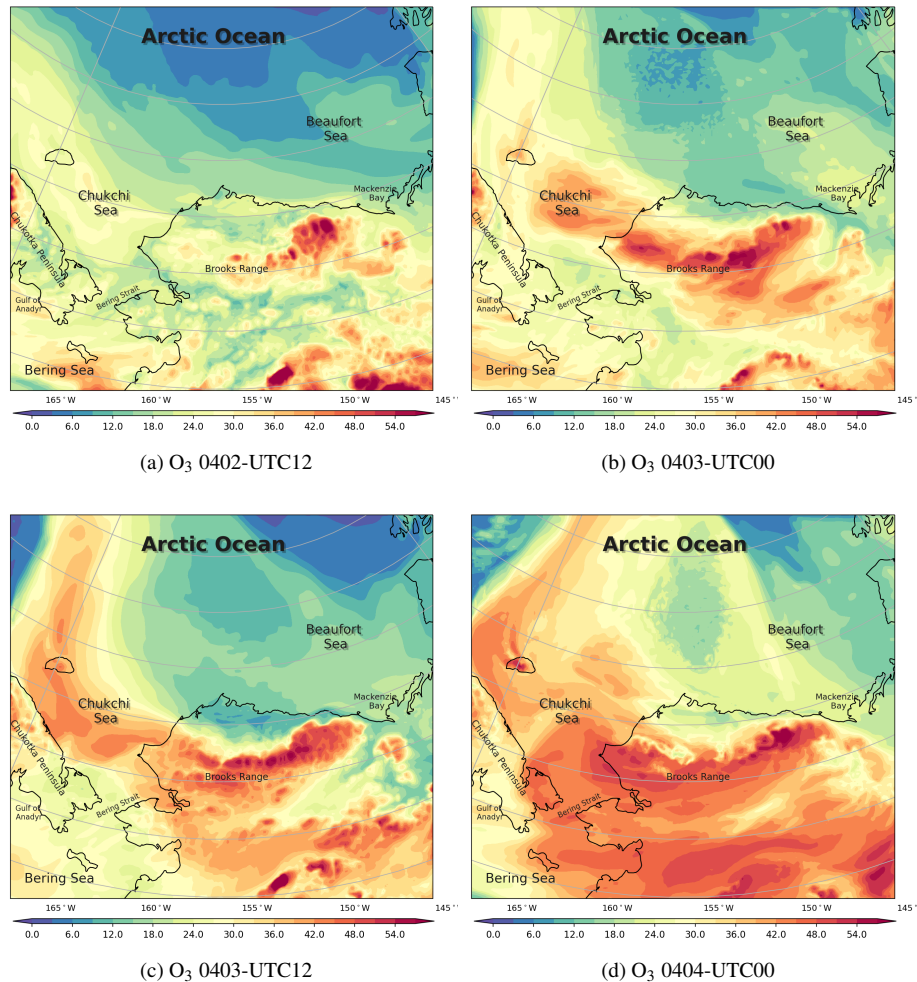 Arctic Ocean
Beaufort
Sea
Chukchi
Sea
Mackenzie
Bay
Chukotka Peninsula
Brooks Range
Bering Strait
Gulf of
Anadyr
Bering Sea
165°W 160°W 155°W 150°W 145°
0.0 6.0 12.0 18.0 24.0 30.0 36.0 42.0 48.0 54.0
(a) O₃ 0402-UTC12
Arctic Ocean
Beaufort
Sea
Chukchi
Sea
Mackenzie
Bay
Chukotka Peninsula
Brooks Range
Bering Strait
Gulf of
Anadyr
Bering Sea
165°W 160°W 155°W 150°W 145°
0.0 6.0 12.0 18.0 24.0 30.0 36.0 42.0 48.0 54.0
(b) O₃ 0403-UTC00
Arctic Ocean
Beaufort
Sea
Chukchi
Sea
Mackenzie
Bay
Chukotka Peninsula
Brooks Range
Bering Strait
Gulf of
Anadyr
Bering Sea
165°W 160°W 155°W 150°W 145°
0.0 6.0 12.0 18.0 24.0 30.0 36.0 42.0 48.0 54.0
(c) O₃ 0403-UTC12
Arctic Ocean
Beaufort
Sea
Chukchi
Sea
Mackenzie
Bay
Chukotka Peninsula
Brooks Range
Bering Strait
Gulf of
Anadyr
Bering Sea
165°W 160°W 155°W 150°W 145°
0.0 6.0 12.0 18.0 24.0 30.0 36.0 42.0 48.0 54.0
(d) O₃ 0404-UTC00